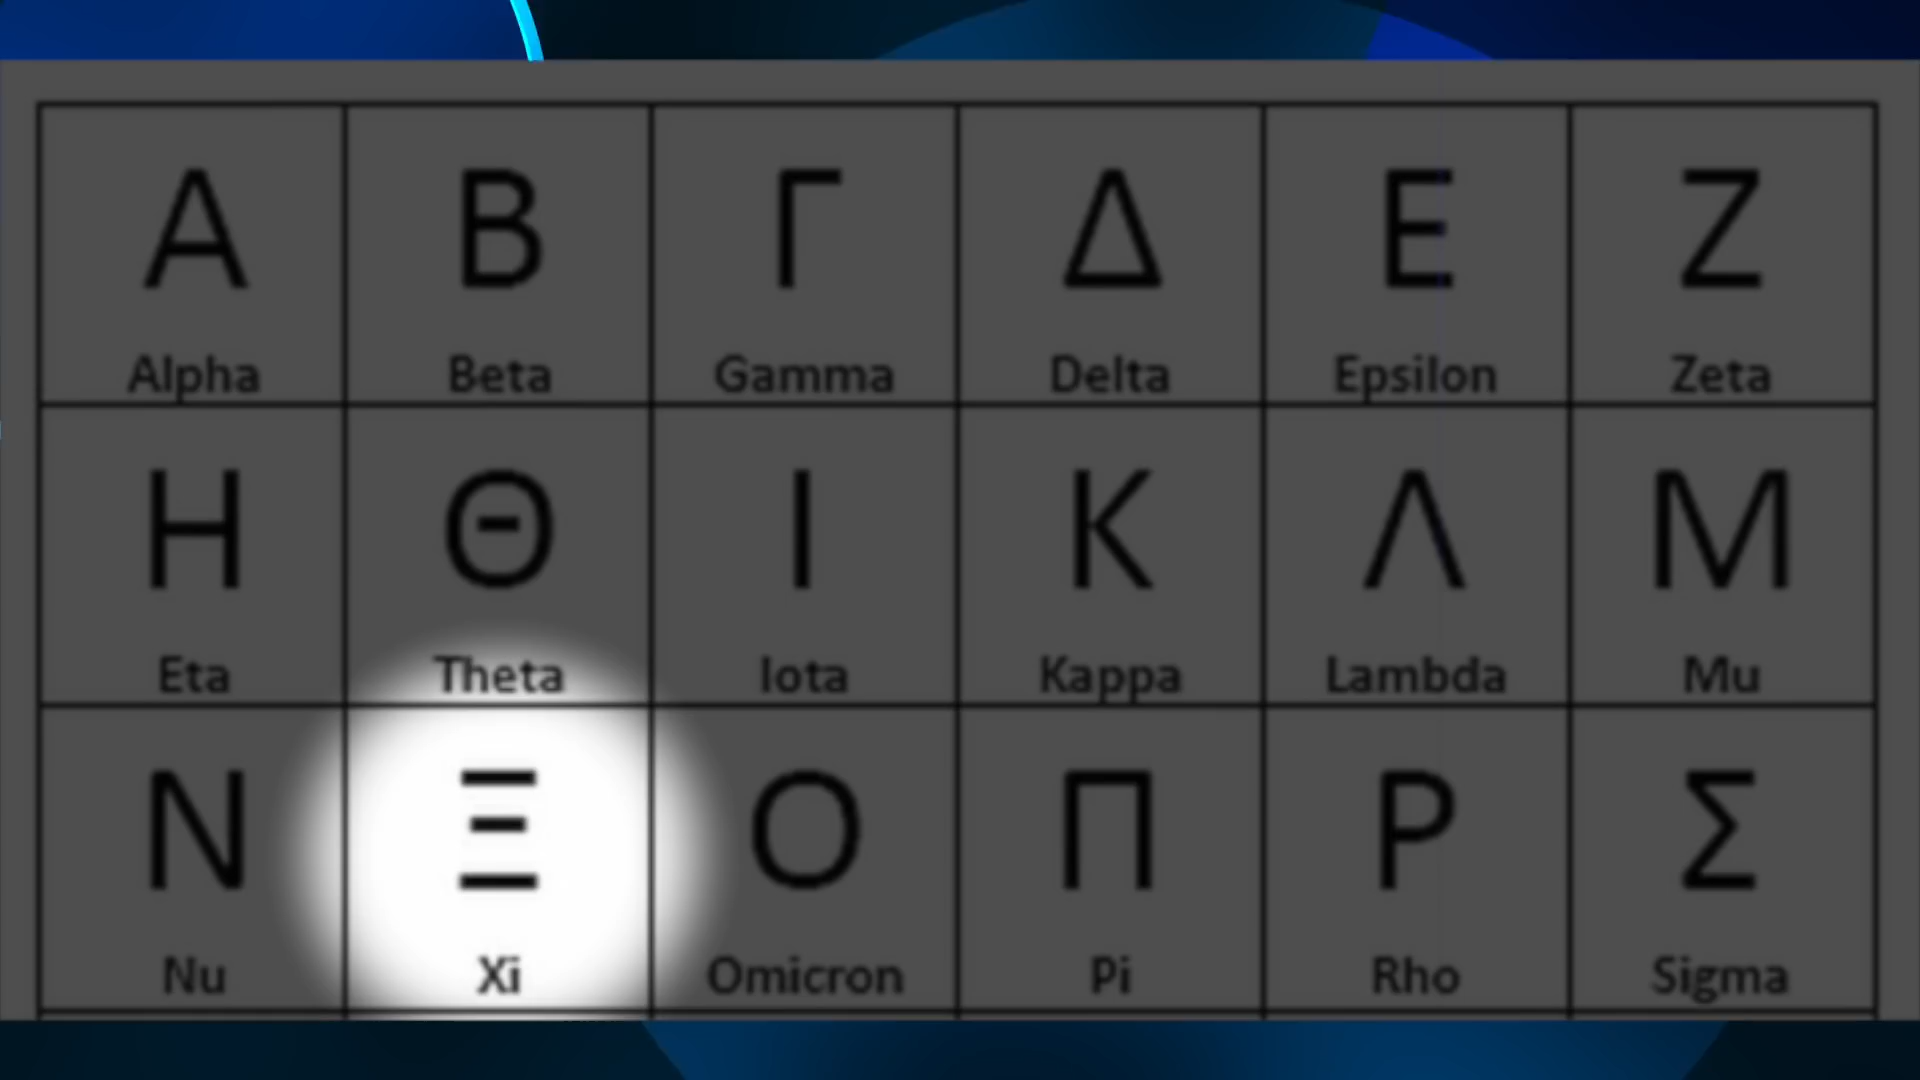 Α Β Γ Δ Ε Ζ
Alpha Beta Gamma Delta Epsilon Zeta
Η Θ Ι Κ Λ Μ
Eta Theta Iota Kappa Lambda Mu
Ν Ξ Ο Π Ρ Σ
Nu Xi Omicron Pi Rho Sigma